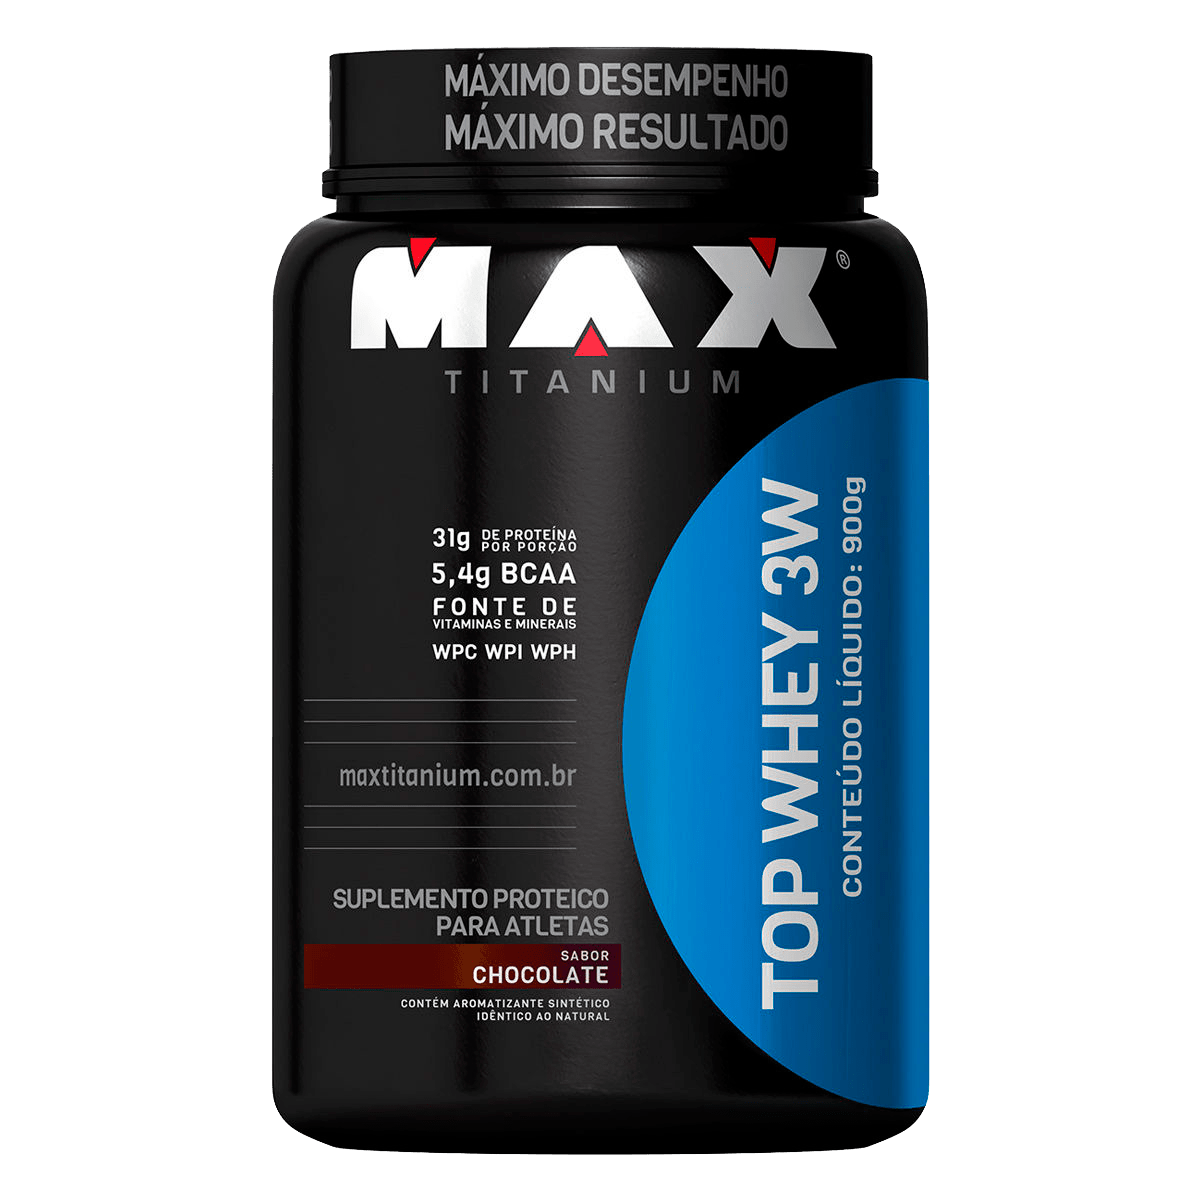 MÁXIMO DESEMPENHO
MÁXIMO RESULTADO
MAX®
TITANIUM
31g DE PROTEÍNA
POR PORÇÃO
5,4g BCAA
FONTE DE
VITAMINAS E MINERAIS
WPC WPI WPH
maxtitanium.com.br
SUPLEMENTO PROTEICO
PARA ATLETAS
SABOR
CHOCOLATE
CONTÉM AROMATIZANTE SINTÉTICO
IDÊNTICO AO NATURAL
TOP WHEY 3W
CONTEÚDO LÍQUIDO: 900g